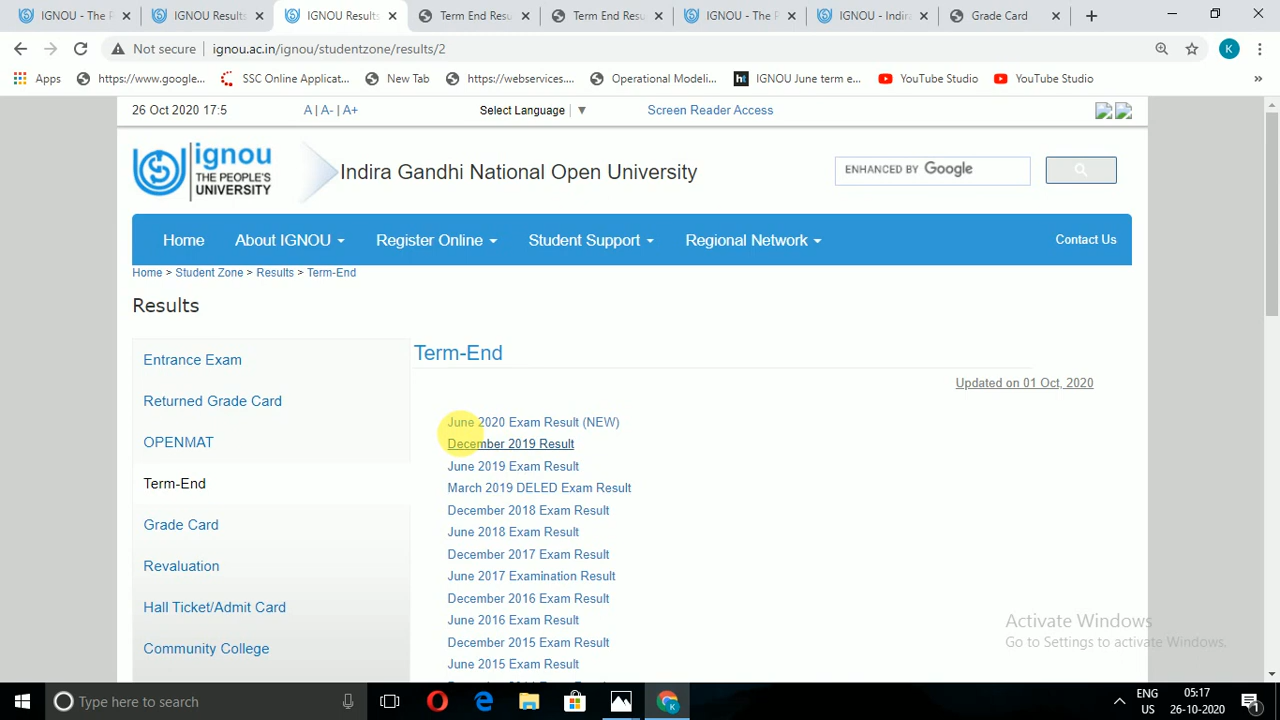 IGNOU - The P
IGNOU Results
IGNOU Results
Term End Resu
Term End Resu
IGNOU - The P
IGNOU - Indira
Grade Card
Not secure
ignou.ac.in/ignou/studentzone/results/2
K
Apps
https://www.google...
SSC Online Applicat...
New Tab
https://webservices....
Operational Modeli...
ht
IGNOU June term e...
YouTube Studio
YouTube Studio
»
26 Oct 2020 17:5
A | A- | A+
Select Language ▼
Screen Reader Access
ignou
THE PEOPLE'S
UNIVERSITY
Indira Gandhi National Open University
ENHANCED BY Google
Home
About IGNOU
Register Online
Student Support
Regional Network
Contact Us
Home > Student Zone > Results > Term-End
Results
Entrance Exam
Returned Grade Card
OPENMAT
Term-End
Grade Card
Revaluation
Hall Ticket/Admit Card
Community College
Term-End
Updated on 01 Oct, 2020
June 2020 Exam Result (NEW)
December 2019 Result
June 2019 Exam Result
March 2019 DELED Exam Result
December 2018 Exam Result
June 2018 Exam Result
December 2017 Exam Result
June 2017 Examination Result
December 2016 Exam Result
June 2016 Exam Result
December 2015 Exam Result
June 2015 Exam Result
Activate Windows
Go to Settings to activate Windows.
Type here to search
K
ENG
US
05:17
26-10-2020
1